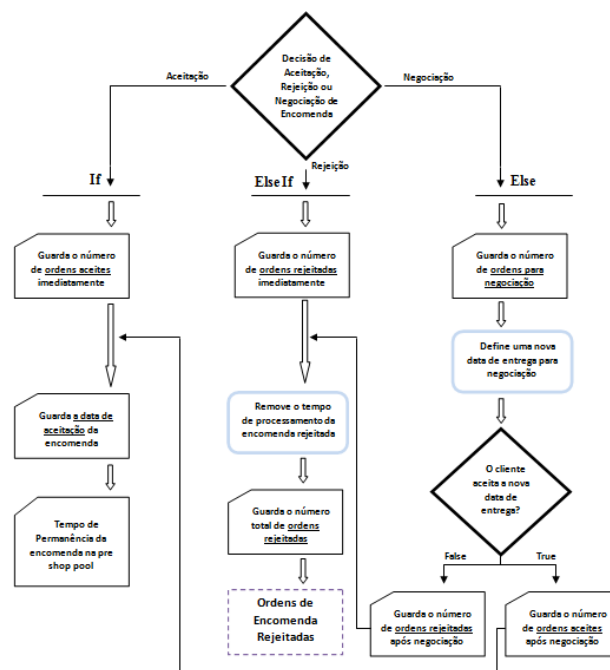 Decisão de
Aceitação,
Rejeição ou
Negociação de
Encomenda
Aceitação
Negociação
Rejeição
If
Else If
Else
Guarda o número
de ordens aceites
imediatamente
Guarda o número
de ordens rejeitadas
imediatamente
Guarda o número
de ordens para
negociação
Define uma nova
data de entrega para
negociação
Guarda a data de
aceitação da
encomenda
Remove o tempo
de processamento da
encomenda rejeitada
O cliente
aceita a nova
data de
entrega?
Tempo de
Permanência da
encomenda na pre
shop pool
Guarda o número
total de ordens
rejeitadas
False
True
Ordens de
Encomenda
Rejeitadas
Guarda o número
de ordens rejeitadas
após negociação
Guarda o número
de ordens aceites
após negociação